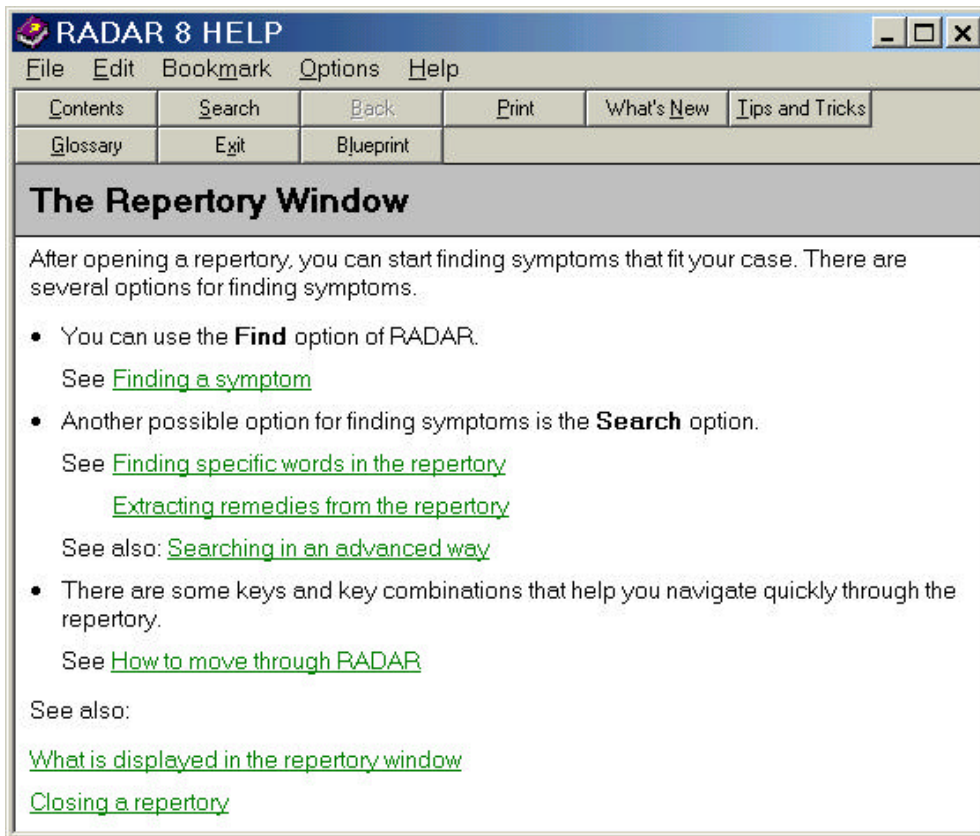 RADAR 8 HELP
File Edit Bookmark Options Help
Contents Search Back Print What's New Tips and Tricks
Glossary Exit Blueprint
The Repertory Window
After opening a repertory, you can start finding symptoms that fit your case. There are
several options for finding symptoms.
• You can use the Find option of RADAR.
See Finding a symptom
• Another possible option for finding symptoms is the Search option.
See Finding specific words in the repertory
Extracting remedies from the repertory
See also: Searching in an advanced way
• There are some keys and key combinations that help you navigate quickly through the
repertory.
See How to move through RADAR
See also:
What is displayed in the repertory window
Closing a repertory